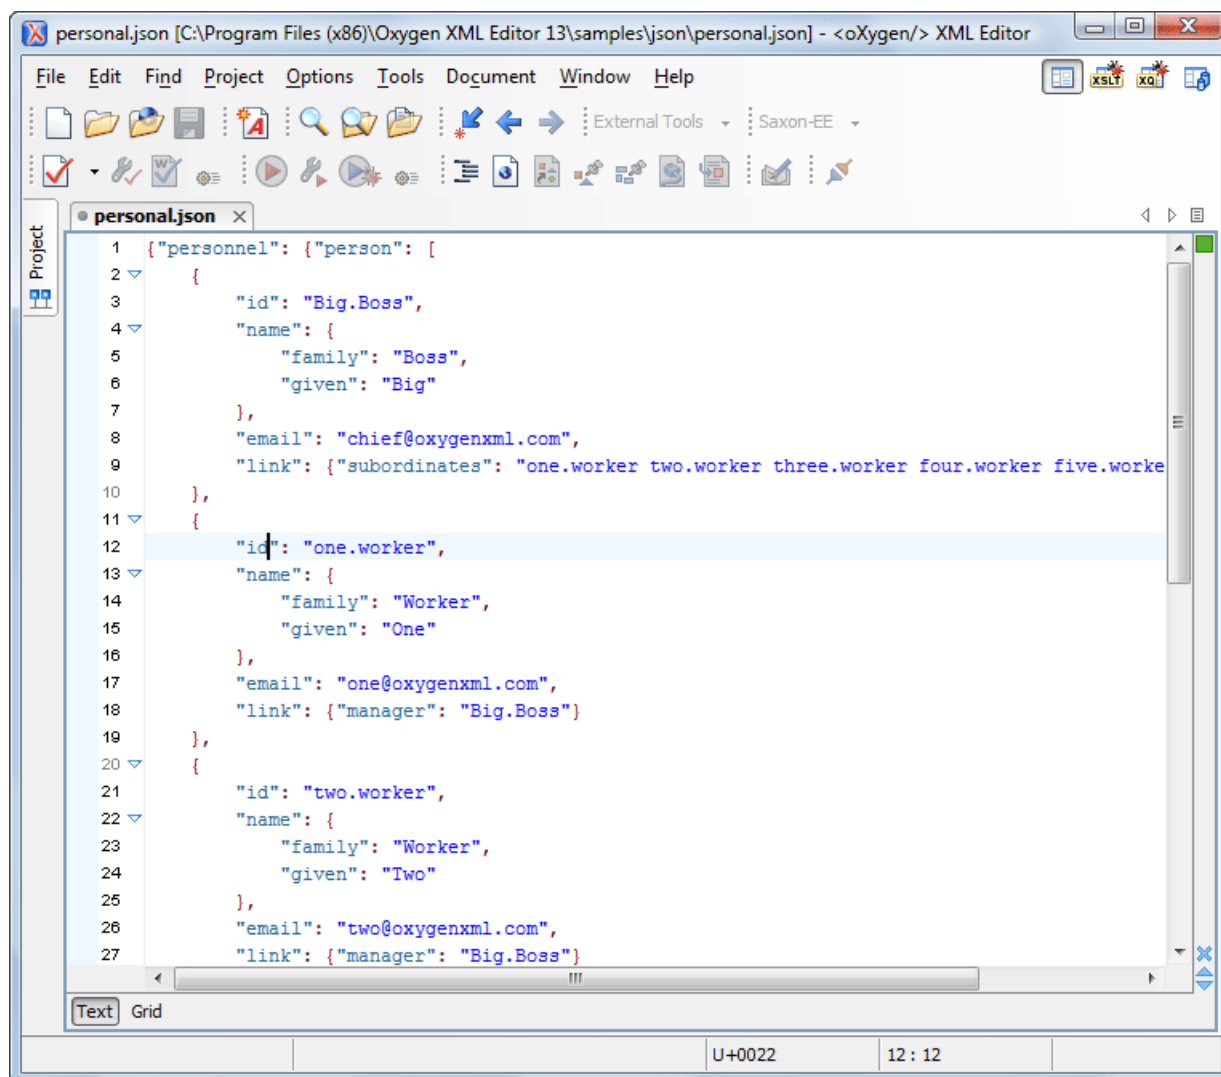 personal.json [C:\Program Files (x86)\Oxygen XML Editor 13\samples\json\personal.json] - <oXygen/> XML Editor
File Edit Find Project Options Tools Document Window Help
XSLT XQ
External Tools Saxon-EE
Project
personal.json
1 {"personnel": {"person": [
2 {
3 "id": "Big.Boss",
4 "name": {
5 "family": "Boss",
6 "given": "Big"
7 },
8 "email": "chief@oxygenxml.com",
9 "link": {"subordinates": "one.worker two.worker three.worker four.worker five.worke
10 },
11 {
12 "id": "one.worker",
13 "name": {
14 "family": "Worker",
15 "given": "One"
16 },
17 "email": "one@oxygenxml.com",
18 "link": {"manager": "Big.Boss"}
19 },
20 {
21 "id": "two.worker",
22 "name": {
23 "family": "Worker",
24 "given": "Two"
25 },
26 "email": "two@oxygenxml.com",
27 "link": {"manager": "Big.Boss"}
Text Grid
U+0022 12 : 12